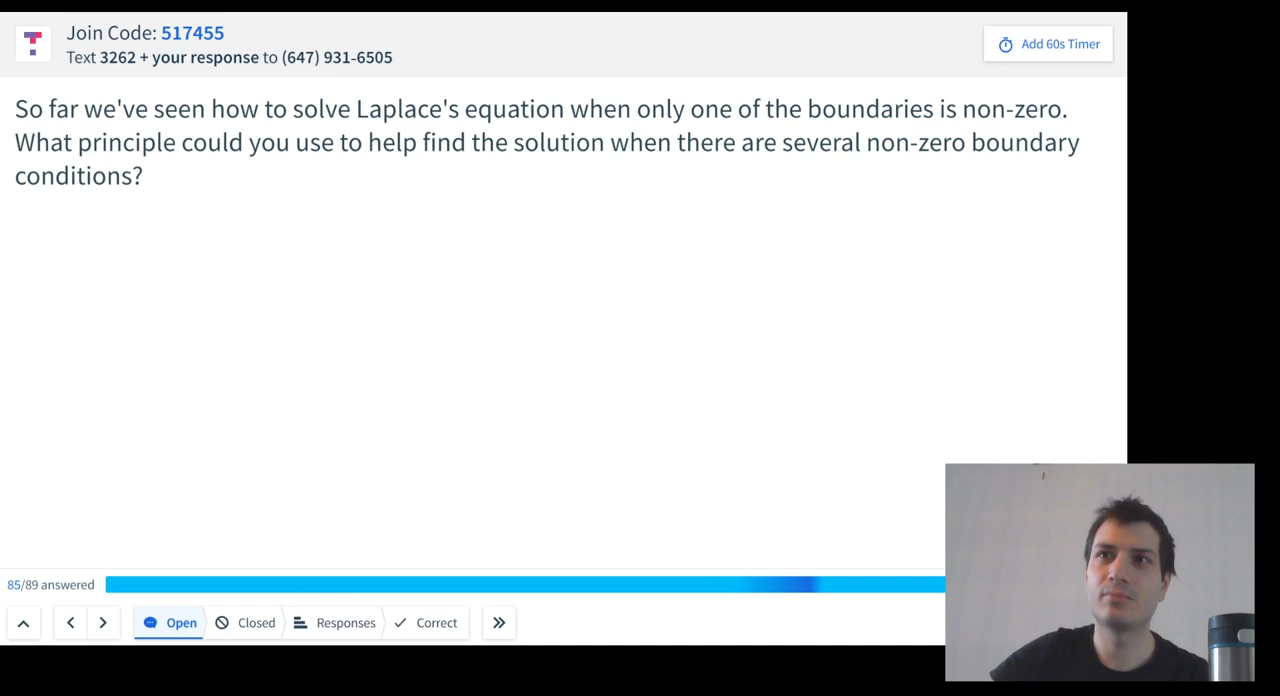 Join Code: 517455
Text 3262 + your response to (647) 931-6505
Add 60s Timer
So far we've seen how to solve Laplace's equation when only one of the boundaries is non-zero.
What principle could you use to help find the solution when there are several non-zero boundary
conditions?
85/89 answered
Open Closed Responses Correct